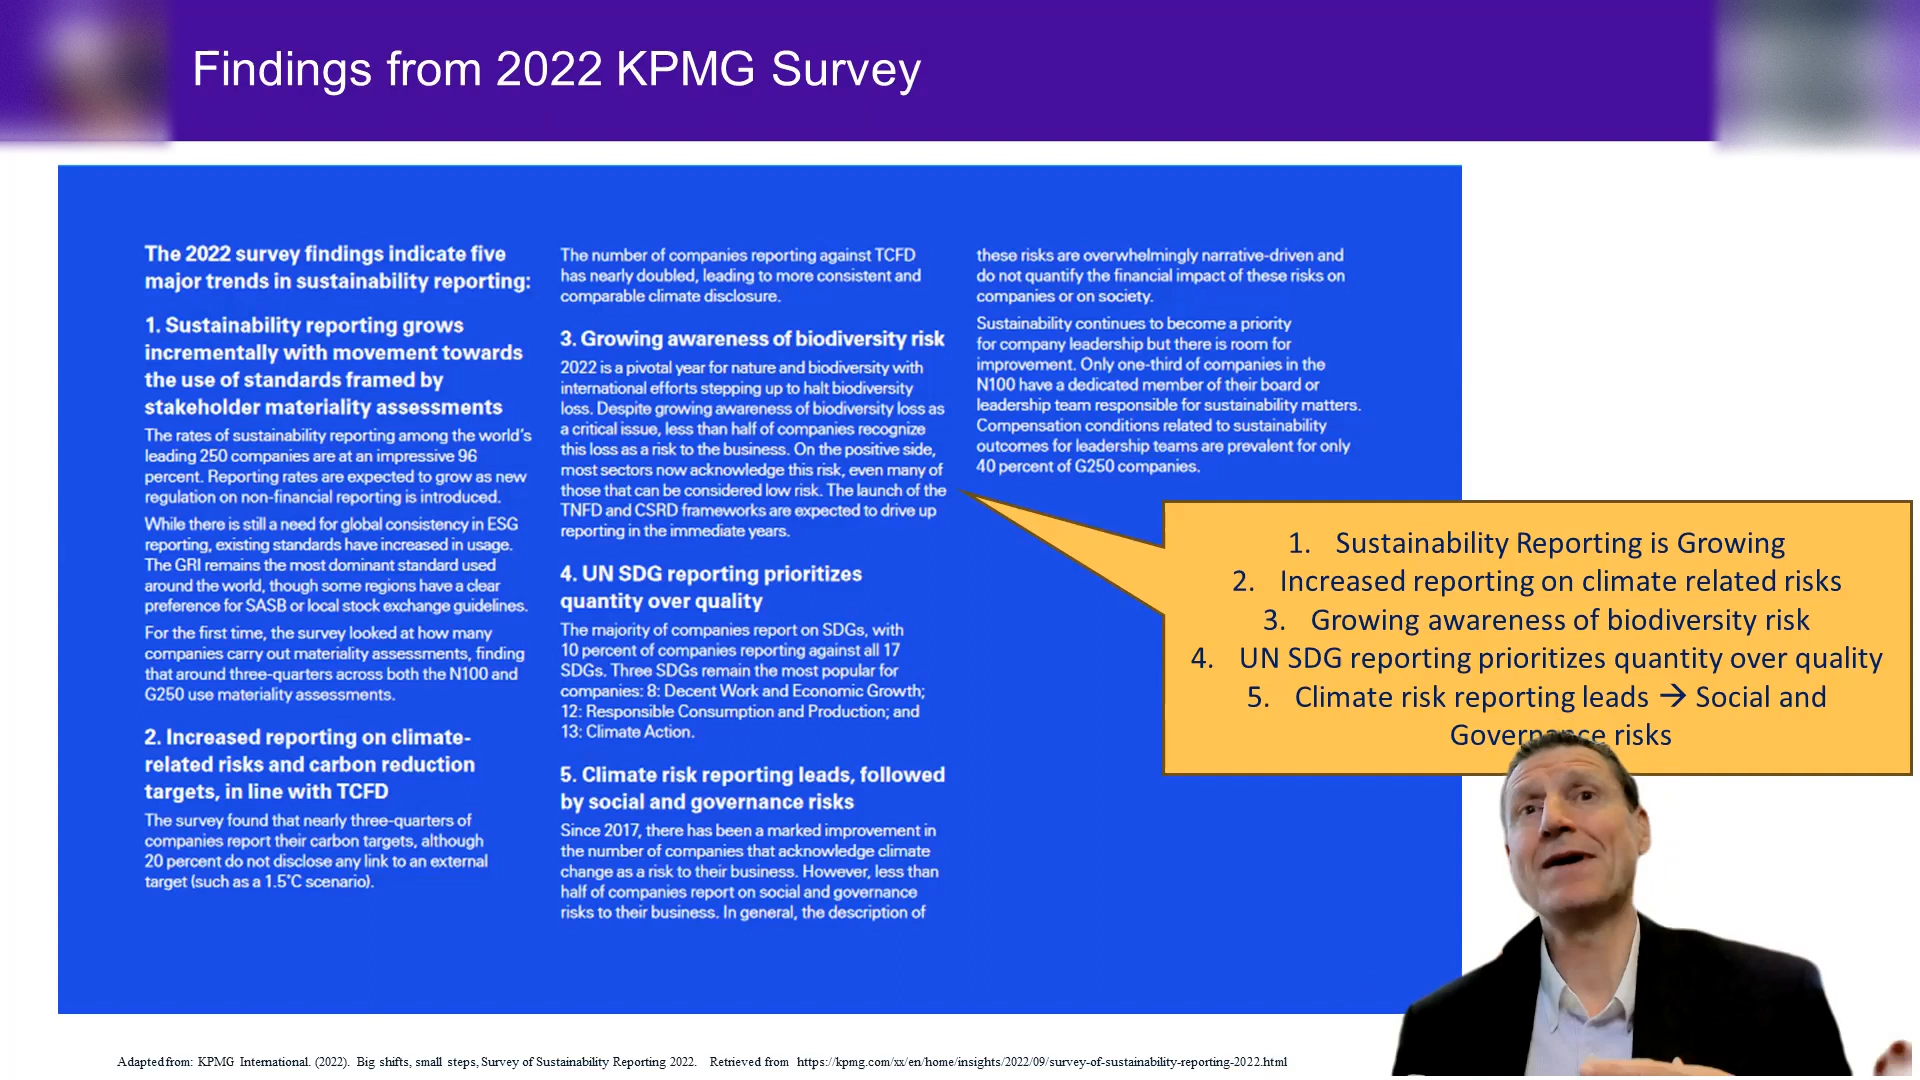 Findings from 2022 KPMG Survey
The 2022 survey findings indicate five
major trends in sustainability reporting:
1. Sustainability reporting grows
incrementally with movement towards
the use of standards framed by
stakeholder materiality assessments
The rates of sustainability reporting among the world's
leading 250 companies are at an impressive 96
percent. Reporting rates are expected to grow as new
regulation on non-financial reporting is introduced.
While there is still a need for global consistency in ESG
reporting, existing standards have increased in usage.
The GRI remains the most dominant standard used
around the world, though some regions have a clear
preference for SASB or local stock exchange guidelines.
For the first time, the survey looked at how many
companies carry out materiality assessments, finding
that around three-quarters across both the N100 and
G250 use materiality assessments.
2. Increased reporting on climate-
related risks and carbon reduction
targets, in line with TCFD
The survey found that nearly three-quarters of
companies report their carbon targets, although
20 percent do not disclose any link to an external
target (such as a 1.5˚C scenario).
The number of companies reporting against TCFD
has nearly doubled, leading to more consistent and
comparable climate disclosure.
3. Growing awareness of biodiversity risk
2022 is a pivotal year for nature and biodiversity with
international efforts stepping up to halt biodiversity
loss. Despite growing awareness of biodiversity loss as
a critical issue, less than half of companies recognize
this loss as a risk to the business. On the positive side,
most sectors now acknowledge this risk, even many of
those that can be considered low risk. The launch of the
TNFD and CSRD frameworks are expected to drive up
reporting in the immediate years.
4. UN SDG reporting prioritizes
quantity over quality
The majority of companies report on SDGs, with
10 percent of companies reporting against all 17
SDGs. Three SDGs remain the most popular for
companies: 8: Decent Work and Economic Growth;
12: Responsible Consumption and Production; and
13: Climate Action.
5. Climate risk reporting leads, followed
by social and governance risks
Since 2017, there has been a marked improvement in
the number of companies that acknowledge climate
change as a risk to their business. However, less than
half of companies report on social and governance
risks to their business. In general, the description of
these risks are overwhelmingly narrative-driven and
do not quantify the financial impact of these risks on
companies or on society.
Sustainability continues to become a priority
for company leadership but there is room for
improvement. Only one-third of companies in the
N100 have a dedicated member of their board or
leadership team responsible for sustainability matters.
Compensation conditions related to sustainability
outcomes for leadership teams are prevalent for only
40 percent of G250 companies.
1. Sustainability Reporting is Growing
2. Increased reporting on climate related risks
3. Growing awareness of biodiversity risk
4. UN SDG reporting prioritizes quantity over quality
5. Climate risk reporting leads → Social and
Governance risks
Adapted from: KPMG International. (2022). Big shifts, small steps, Survey of Sustainability Reporting 2022. Retrieved from https://kpmg.com/xx/en/home/insights/2022/09/survey-of-sustainability-reporting-2022.html